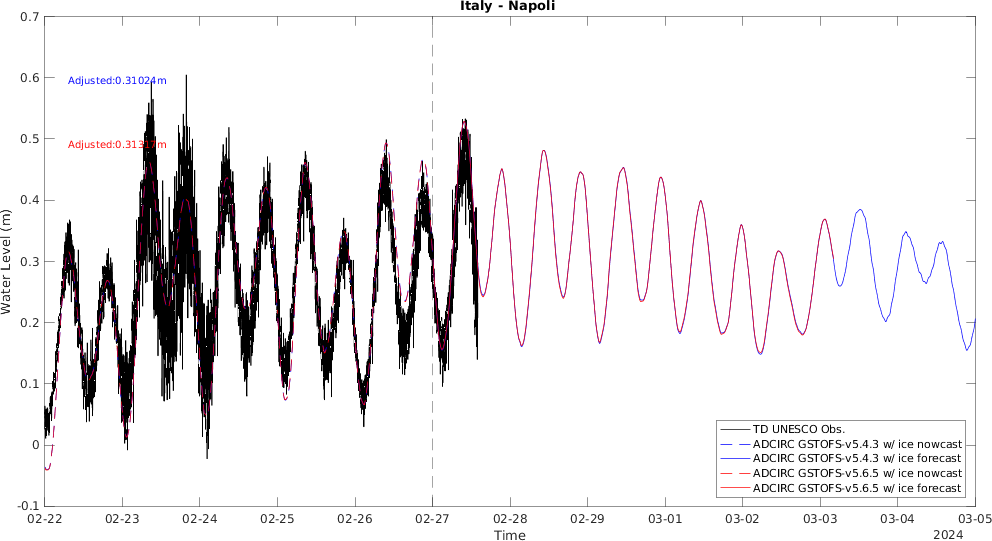 Italy - Napoli
Water Level (m)
0.7
0.6
0.5
0.4
0.3
0.2
0.1
0
-0.1
Adjusted:0.31024m
Adjusted:0.31317m
TD UNESCO Obs.
ADCIRC GSTOFS-v5.4.3 w/ ice nowcast
ADCIRC GSTOFS-v5.4.3 w/ ice forecast
ADCIRC GSTOFS-v5.6.5 w/ ice nowcast
ADCIRC GSTOFS-v5.6.5 w/ ice forecast
02-22 02-23 02-24 02-25 02-26 02-27 02-28 02-29 03-01 03-02 03-03 03-04 03-05
Time
2024